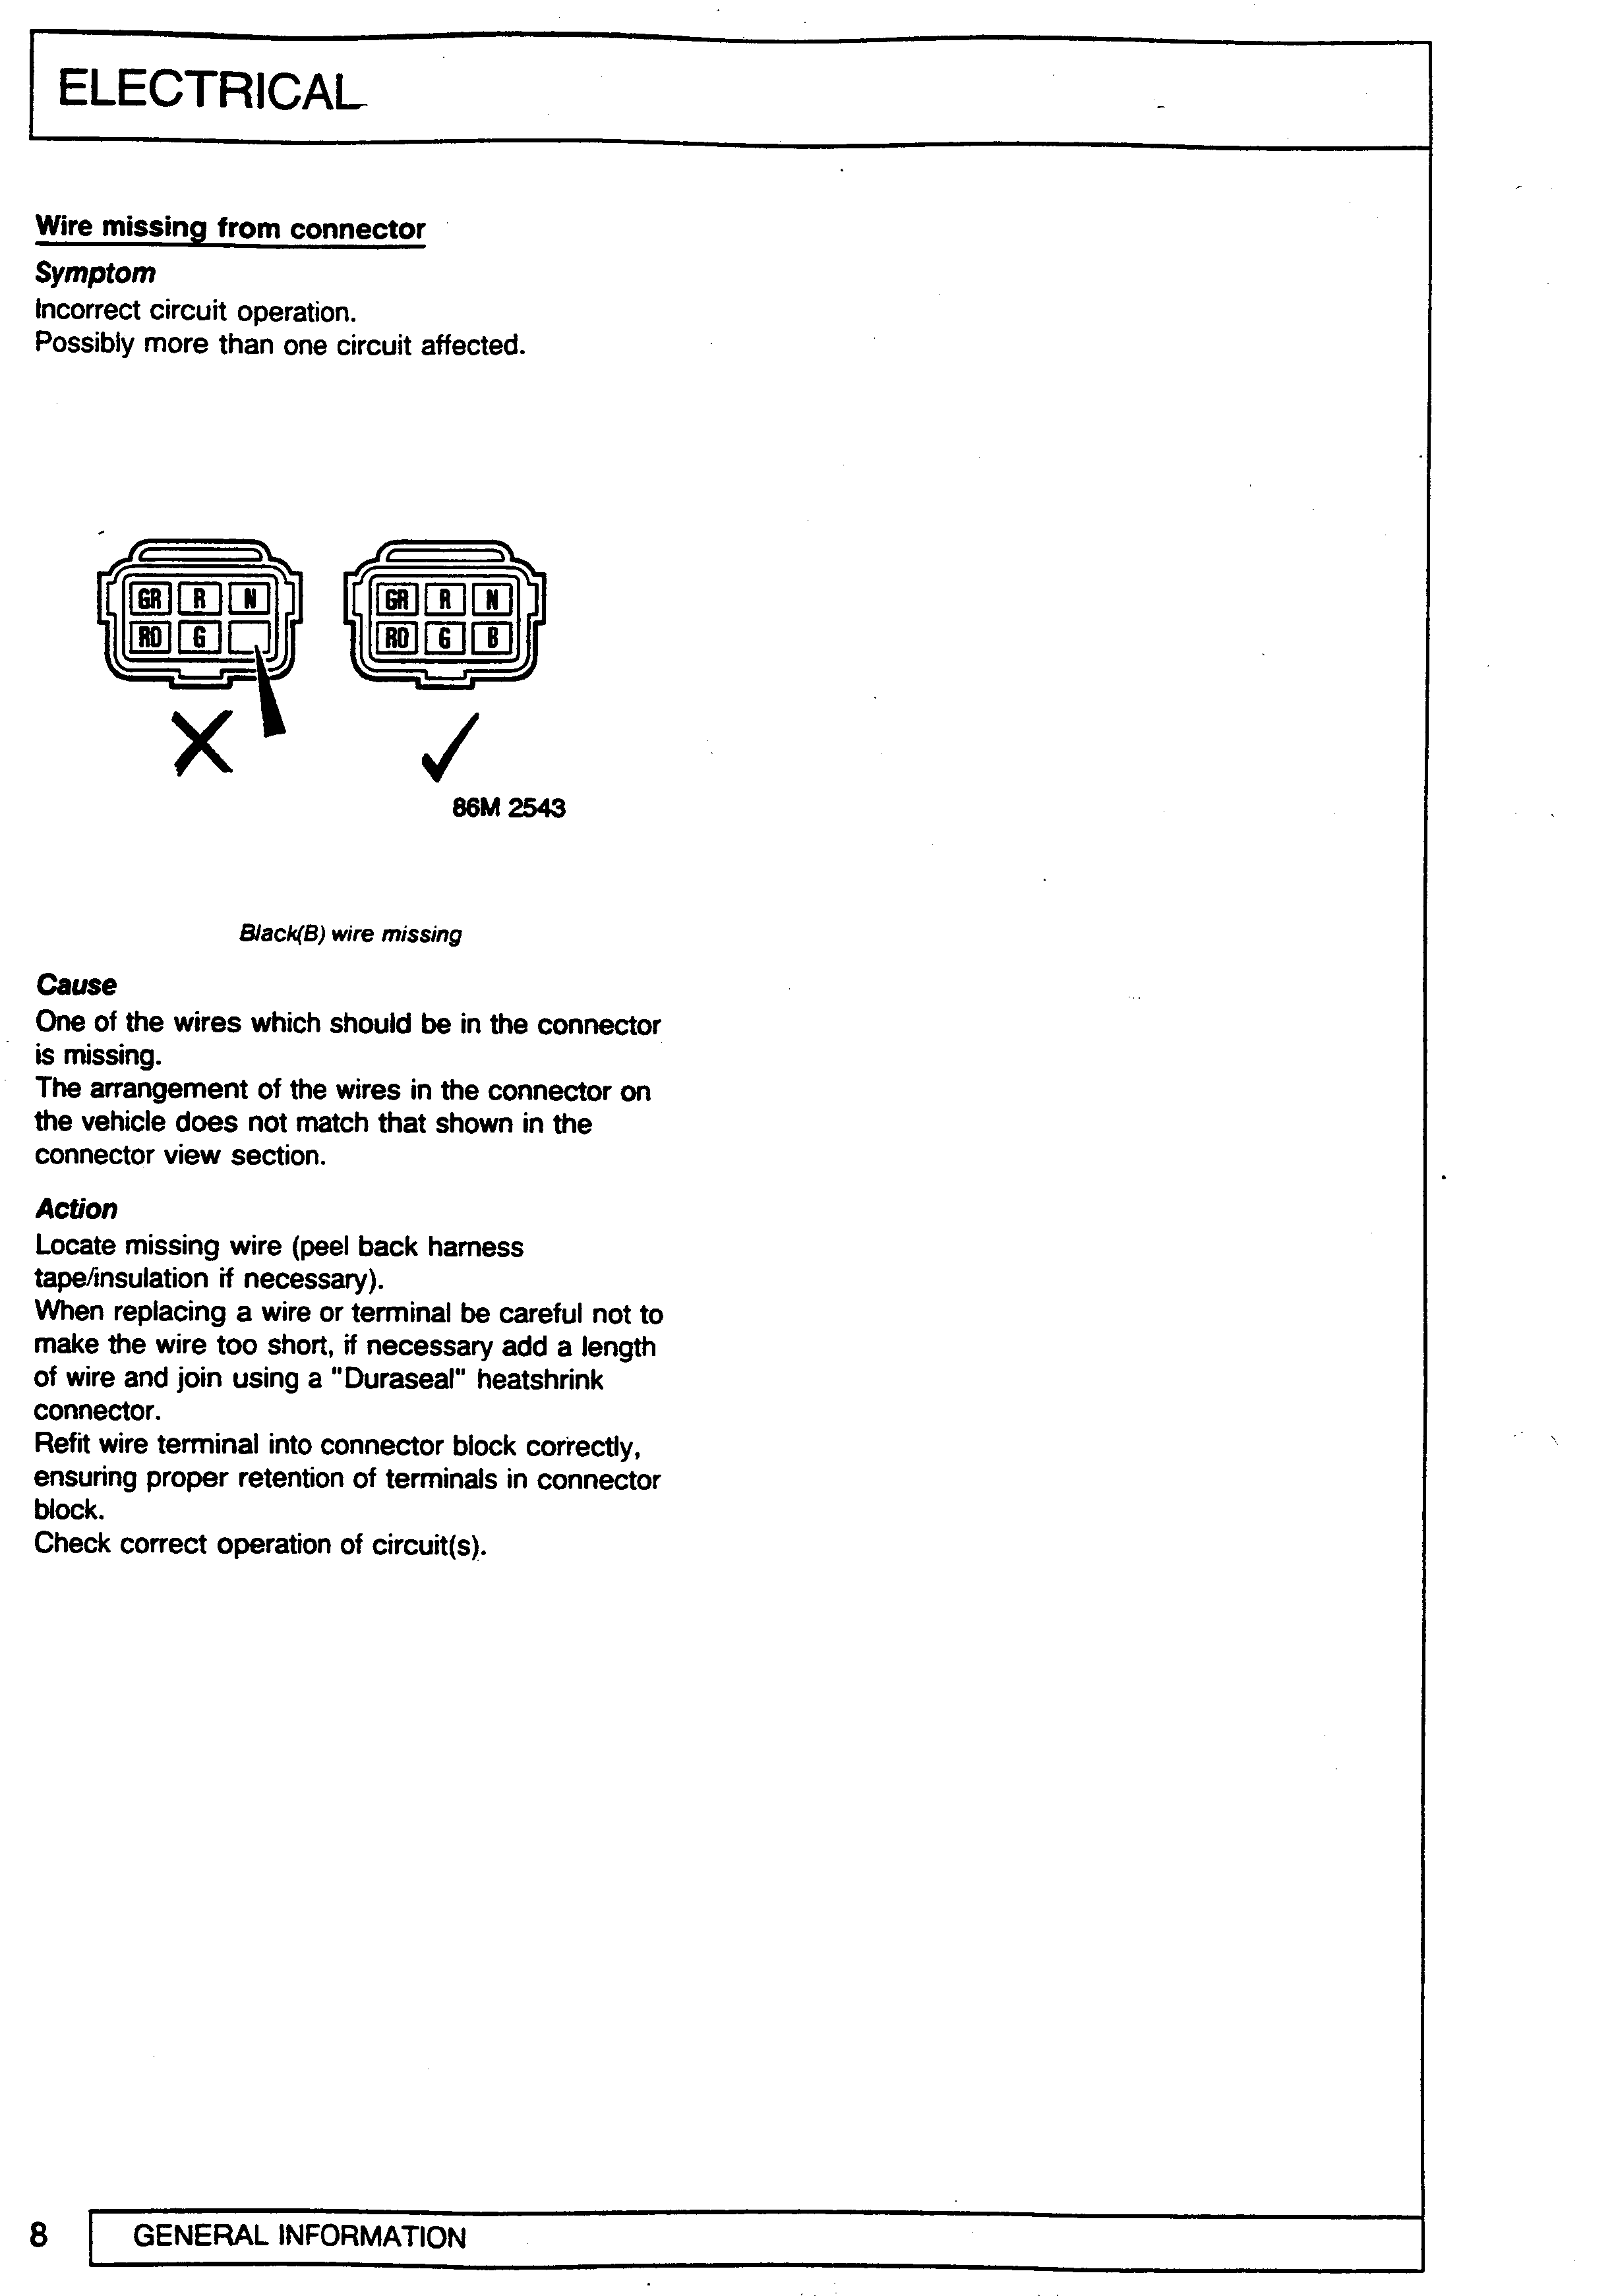 ELECTRICAL
Wire missing from connector
Symptom
Incorrect circuit operation.
Possibly more than one circuit affected.
GR R N
RO G
GR R N
RO G B
86M 2543
Black(B) wire missing
Cause
One of the wires which should be in the connector
is missing.
The arrangement of the wires in the connector on
the vehicle does not match that shown in the
connector view section.
Action
Locate missing wire (peel back harness
tape/insulation if necessary).
When replacing a wire or terminal be careful not to
make the wire too short, if necessary add a length
of wire and join using a "Duraseal" heatshrink
connector.
Refit wire terminal into connector block correctly,
ensuring proper retention of terminals in connector
block.
Check correct operation of circuit(s).
8 GENERAL INFORMATION